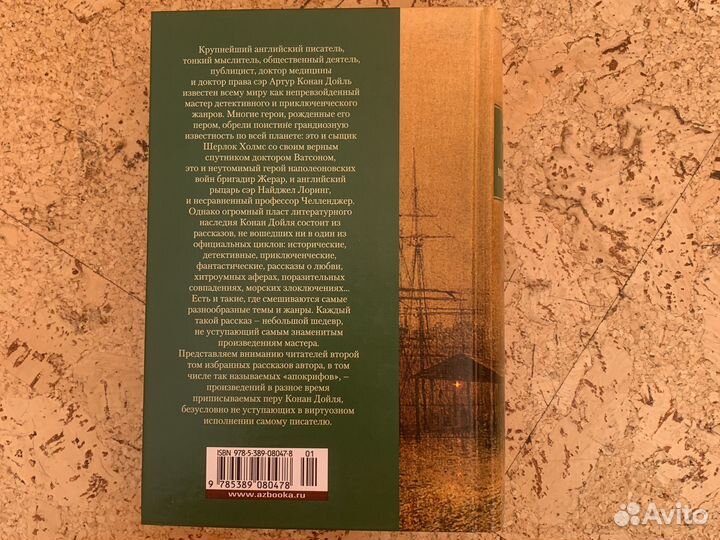 Крупнейший английский писатель,
тонкий мыслитель, общественный деятель,
публицист, доктор медицины
и доктор права сэр Артур Конан Дойль
известен всему миру как непревзойденный
мастер детективного и приключенческого
жанров. Многие герои, рожденные его
пером, обрели поистине грандиозную
известность по всей планете: это и сыщик
Шерлок Холмс со своим верным
спутником доктором Ватсоном,
это и неутомимый герой наполеоновских
войн бригадир Жерар, и английский
рыцарь сэр Найджел Лоринг,
и несравненный профессор Челленджер.
Однако огромный пласт литературного
наследия Конан Дойля состоит из
рассказов, не вошедших ни в один из
официальных циклов: исторические,
детективные, приключенческие,
фантастические, рассказы о любви,
хитроумных аферах, поразительных
совпадениях, морских злоключениях...
Есть и такие, где смешиваются самые
разнообразные темы и жанры. Каждый
такой рассказ – небольшой шедевр,
не уступающий самым знаменитым
произведениям мастера.
Представляем вниманию читателей второй
том избранных рассказов автора, в том
числе так называемых «апокрифов», –
произведений в разное время
приписываемых перу Конан Дойля,
безусловно не уступающих в виртуозном
исполнении самому писателю.
ISBN 978-5-389-08047-8
01
9 785389 080478
www.azbooka.ru
Avito